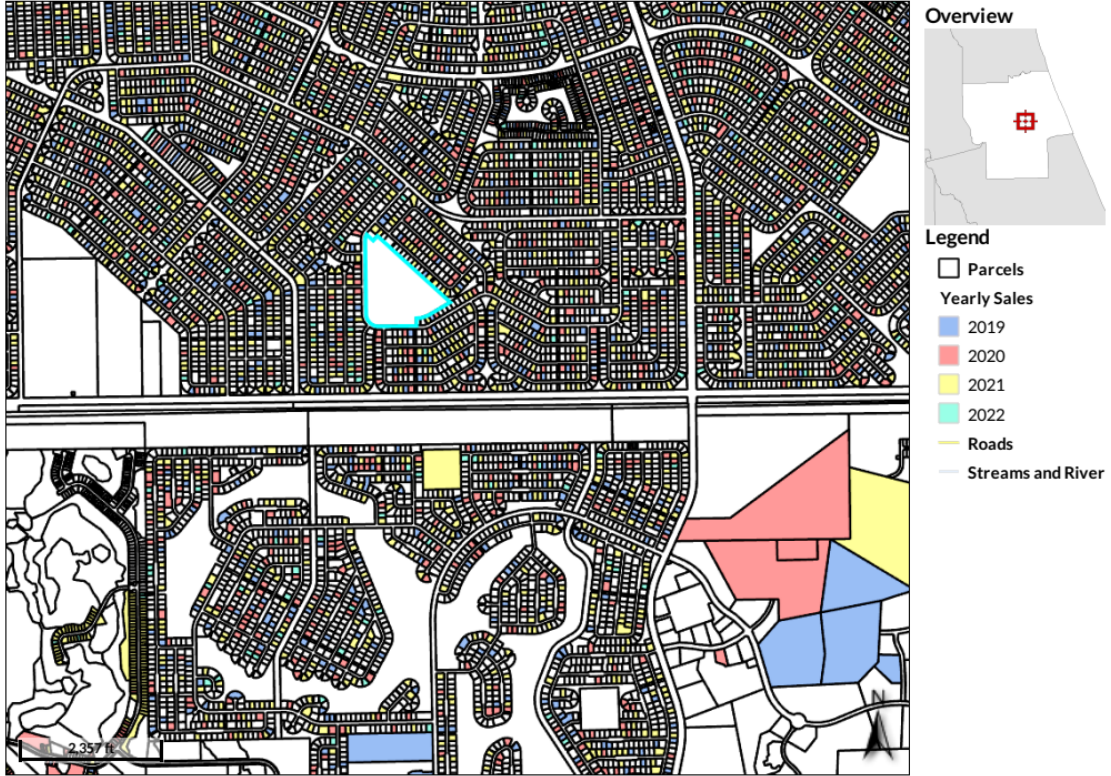 Overview
Legend
Parcels
Yearly Sales
2019
2020
2021
2022
Roads
Streams and River
N
2,357 ft